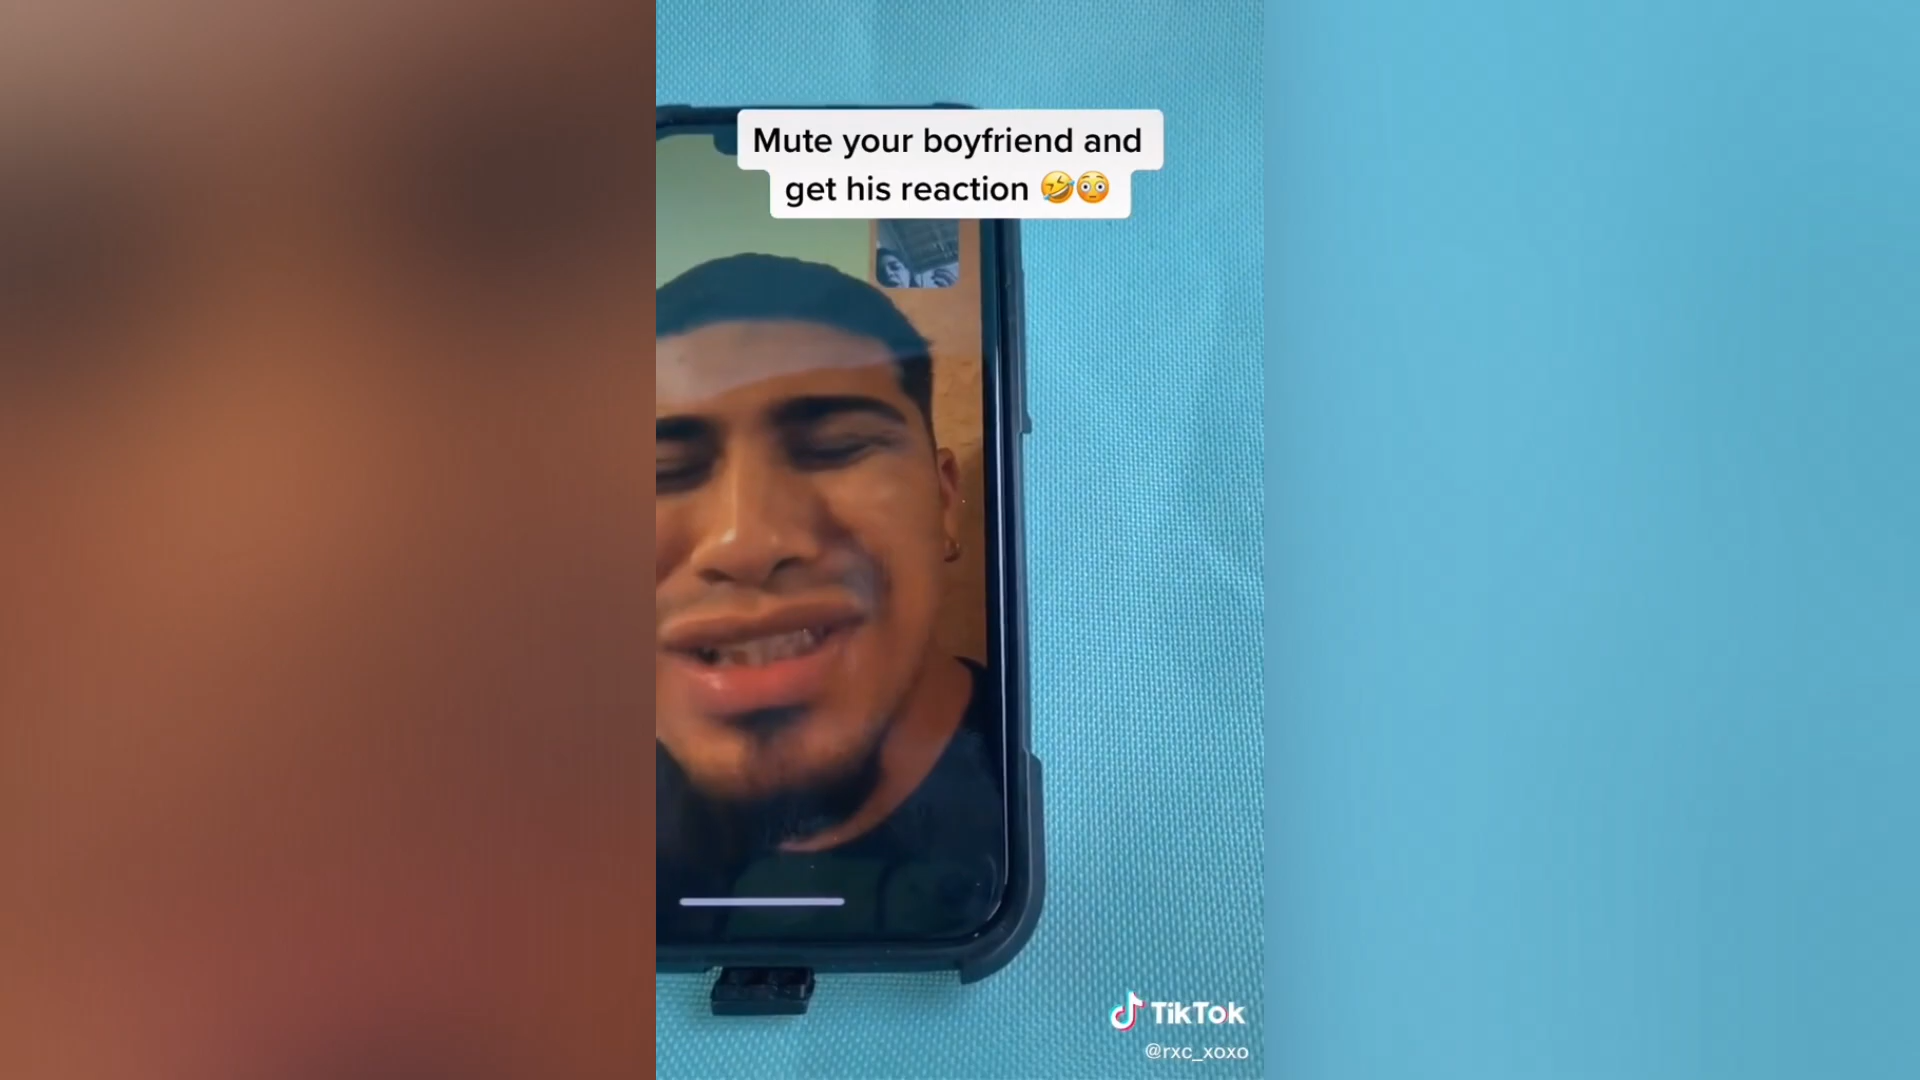 Mute your boyfriend and
get his reaction 🤣😳
TikTok
@rxc_xoxo